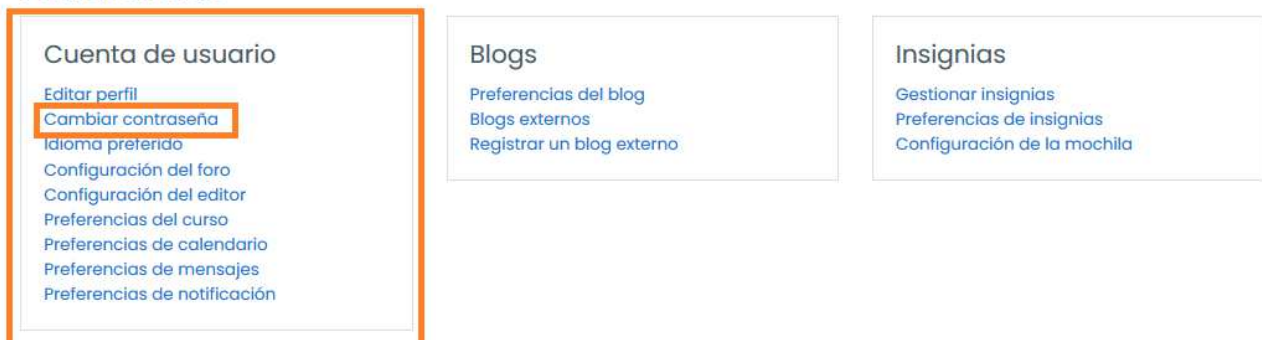 Cuenta de usuario
Editar perfil
Cambiar contraseña
Idioma preferido
Configuración del foro
Configuración del editor
Preferencias del curso
Preferencias de calendario
Preferencias de mensajes
Preferencias de notificación
Blogs
Preferencias del blog
Blogs externos
Registrar un blog externo
Insignias
Gestionar insignias
Preferencias de insignias
Configuración de la mochila